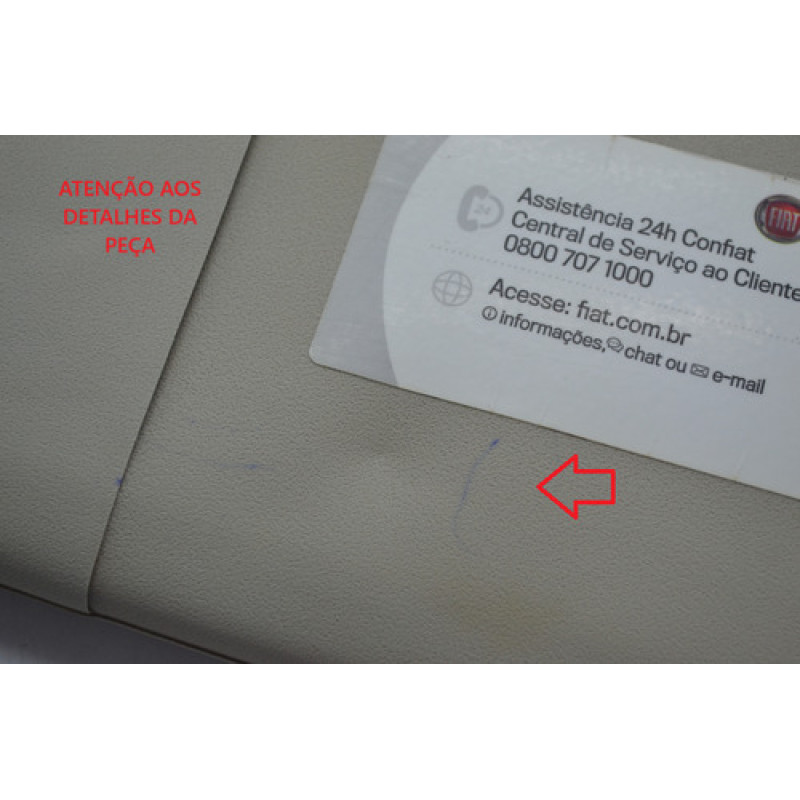 ATENÇÃO AOS
DETALHES DA
PEÇA
24
FIAT
Assistência 24h Confiat
Central de Serviço ao Cliente
0800 707 1000
Acesse: fiat.com.br
informações, chat ou e-mail